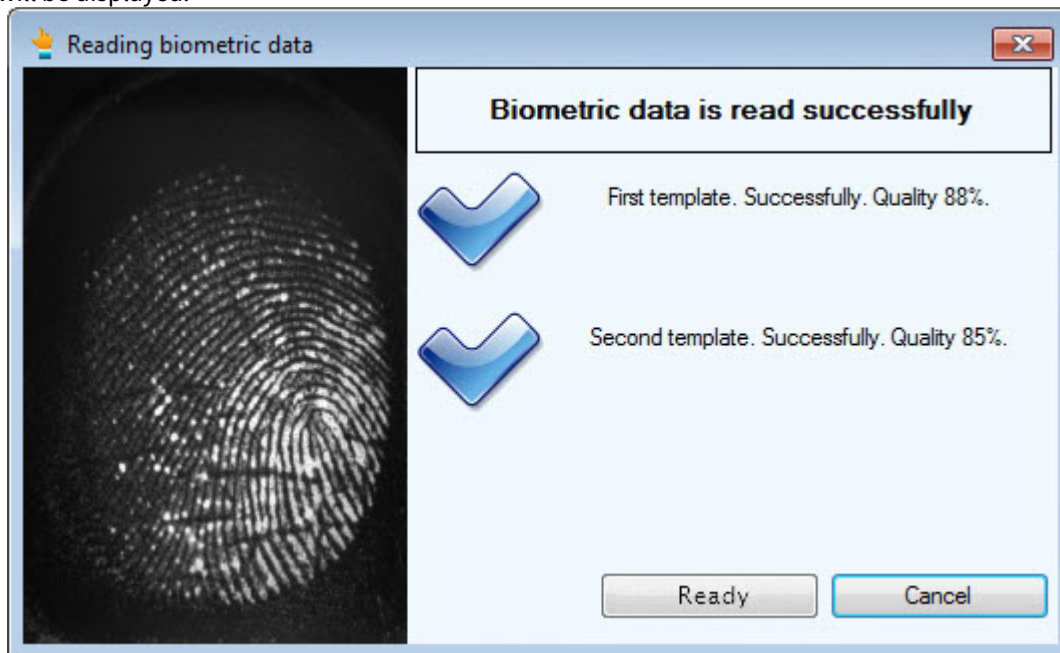 will be displayed.
Reading biometric data
Biometric data is read successfully
First template. Successfully. Quality 88%.
Second template. Successfully. Quality 85%.
Ready
Cancel